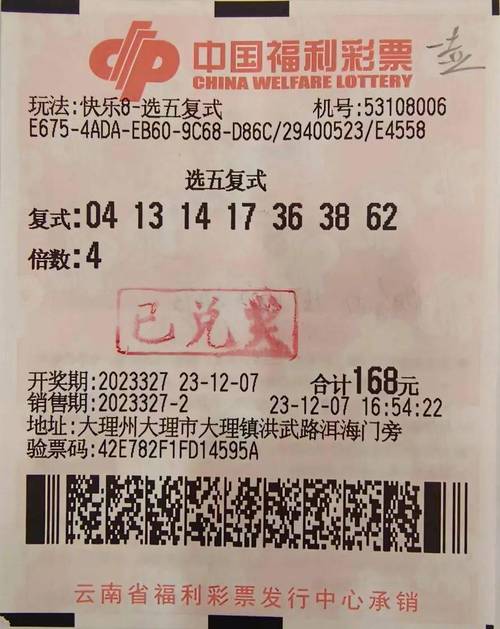 中国福利彩票
CHINA WELFARE LOTTERY
玩法:快乐8-选五复式 机号:53108006
E675-4ADA-EB60-9C68-D86C/29400523/E4558
选五复式
复式:04 13 14 17 36 38 62
倍数:4
已兑奖
开奖期:2023327 23-12-07 合计168元
销售期:2023327-2 23-12-07 16:54:22
地址:大理州大理市大理镇洪武路洱海门旁
验票码:42E782F1FD14595A
云南省福利彩票发行中心承销